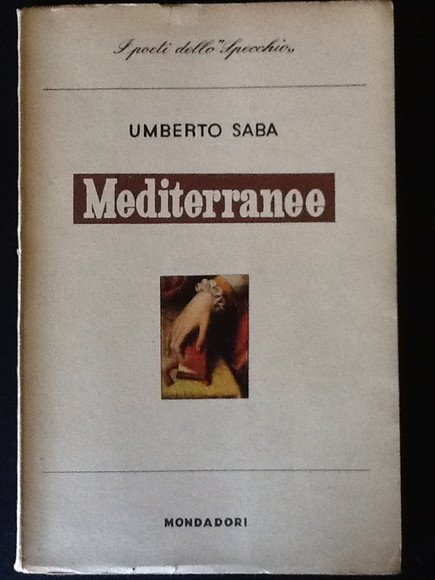 I poeti dello "Specchio"
UMBERTO SABA
Mediterranee
MONDADORI